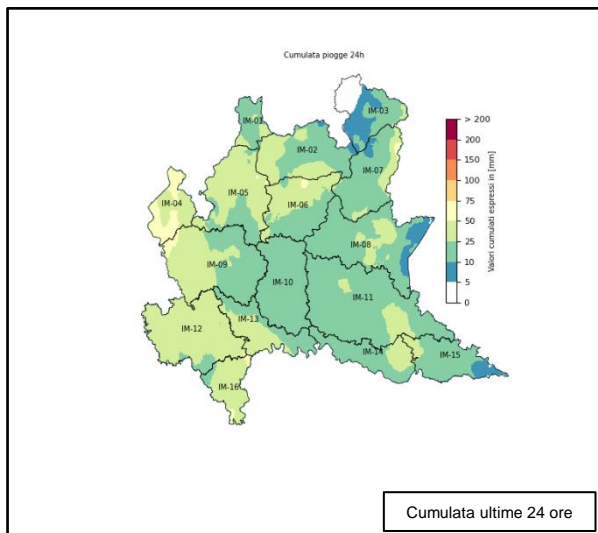 Cumulata piogge 24h
IM-03
IM-01
IM-02
IM-07
IM-05
IM-04
IM-06
IM-08
IM-09
IM-10
IM-11
IM-12
IM-13
IM-14
IM-15
IM-16
> 200
200
150
100
75
50
25
10
5
0
Valori cumulati espressi in [mm]
Cumulata ultime 24 ore